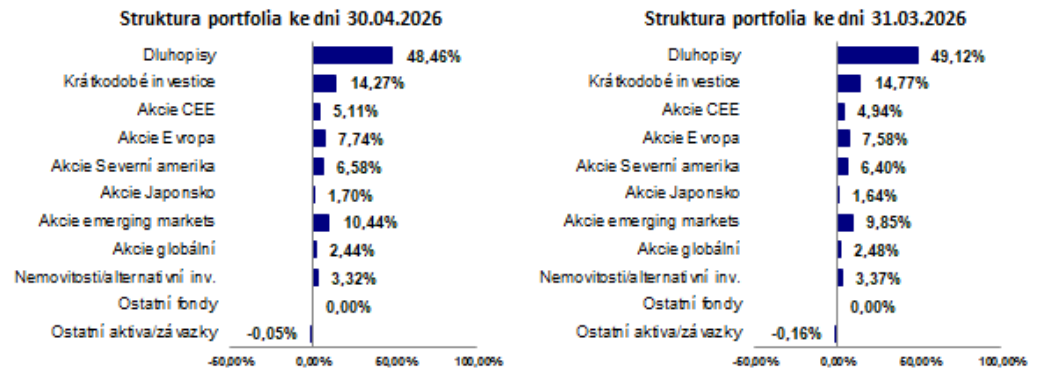 Struktura portfolia ke dni 30.04.2026
Dluhopisy 48,46%
Krátkodobé investice 14,27%
Akcie CEE 5,11%
Akcie Evropa 7,74%
Akcie Severní amerika 6,58%
Akcie Japonsko 1,70%
Akcie emerging markets 10,44%
Akcie globální 2,44%
Nemovitosti/alternativní inv. 3,32%
Ostatní fondy 0,00%
Ostatní aktiva/závazky -0,05%
-50,00% 0,00% 50,00% 100,00%
Struktura portfolia ke dni 31.03.2026
Dluhopisy 49,12%
Krátkodobé investice 14,77%
Akcie CEE 4,94%
Akcie Evropa 7,58%
Akcie Severní amerika 6,40%
Akcie Japonsko 1,64%
Akcie emerging markets 9,85%
Akcie globální 2,48%
Nemovitosti/alternativní inv. 3,37%
Ostatní fondy 0,00%
Ostatní aktiva/závazky -0,16%
-50,00% 0,00% 50,00% 100,00%